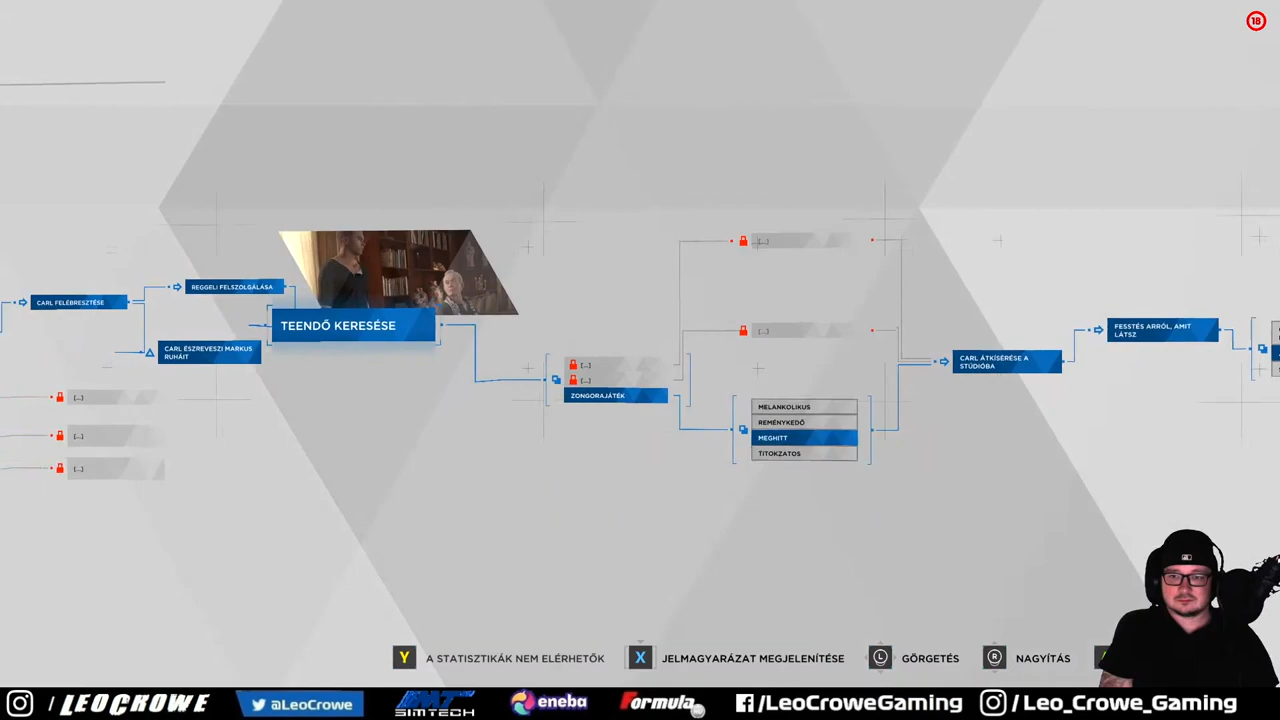 18
CARL FELÉBRESZTÉSE
REGGELI FELSZOLGÁLÁSA
CARL ÉSZREVESZI MARKUS
RUHÁIT
TEENDŐ KERESÉSE
[...]
[...]
[...]
[...]
[...]
ZONGORAJÁTÉK
[...]
[...]
MELANKOLIKUS
REMÉNYKEDŐ
MEGHITT
TITOKZATOS
CARL ÁTKÍSÉRÉSE A
STÚDIÓBA
FESSTÉS ARRÓL, AMIT
LÁTSZ
Y A STATISZTIKÁK NEM ELÉRHETŐK
X JELMAGYARÁZAT MEGJELENÍTÉSE
L GÖRGETÉS
R NAGYÍTÁS
/LEOCROWE
@LeoCrowe
SIMTECH
eneba
Formula
/LeoCroweGaming
/Leo_Crowe_Gaming